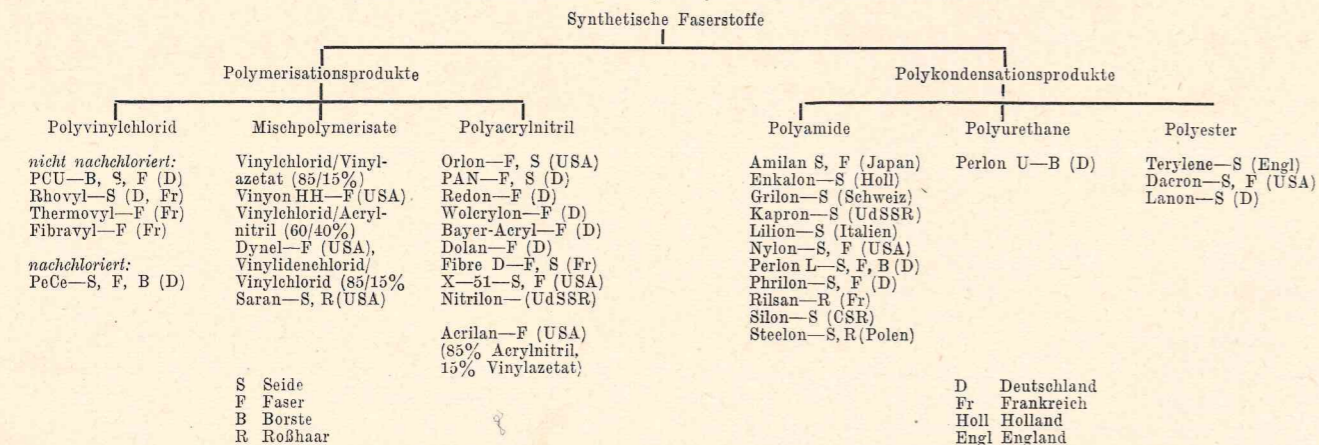 Synthetische Faserstoffe
Polymerisationsprodukte
Polykondensationsprodukte
Polyvinylchlorid
nicht nachchloriert:
PCU—B, S, F (D)
Rhovyl—S (D, Fr)
Thermovyl—F (Fr)
Fibravyl—F (Fr)
nachchloriert:
PeCe—S, F, B (D)
Mischpolymerisate
Vinylchlorid/Vinyl-
azetat (85/15%)
Vinyon HH—F (USA)
Vinylchlorid/Acryl-
nitril (60/40%)
Dynel—F (USA),
Vinylidenchlorid/
Vinylchlorid (85/15%
Saran—S, R (USA)
Polyacrylnitril
Orlon—F, S (USA)
PAN—F, S (D)
Redon—F (D)
Wolcrylon—F (D)
Bayer-Acryl—F (D)
Dolan—F (D)
Fibre D—F, S (Fr)
X—51—S, F (USA)
Nitrilon—(UdSSR)
Acrilan—F (USA)
(85% Acrylnitril,
15% Vinylazetat)
Polyamide
Amilan S, F (Japan)
Enkalon—S (Holl)
Grilon—S (Schweiz)
Kapron—S (UdSSR)
Lilion—S (Italien)
Nylon—S, F (USA)
Perlon L—S, F, B (D)
Phrilon—S, F (D)
Rilsan—R (Fr)
Silon—S (CSR)
Steelon—S, R (Polen)
Polyurethane
Perlon U—B (D)
Polyester
Terylene—S (Engl)
Dacron—S, F (USA)
Lanon—S (D)
S Seide
F Faser
B Borste
R Roßhaar
D Deutschland
Fr Frankreich
Holl Holland
Engl England